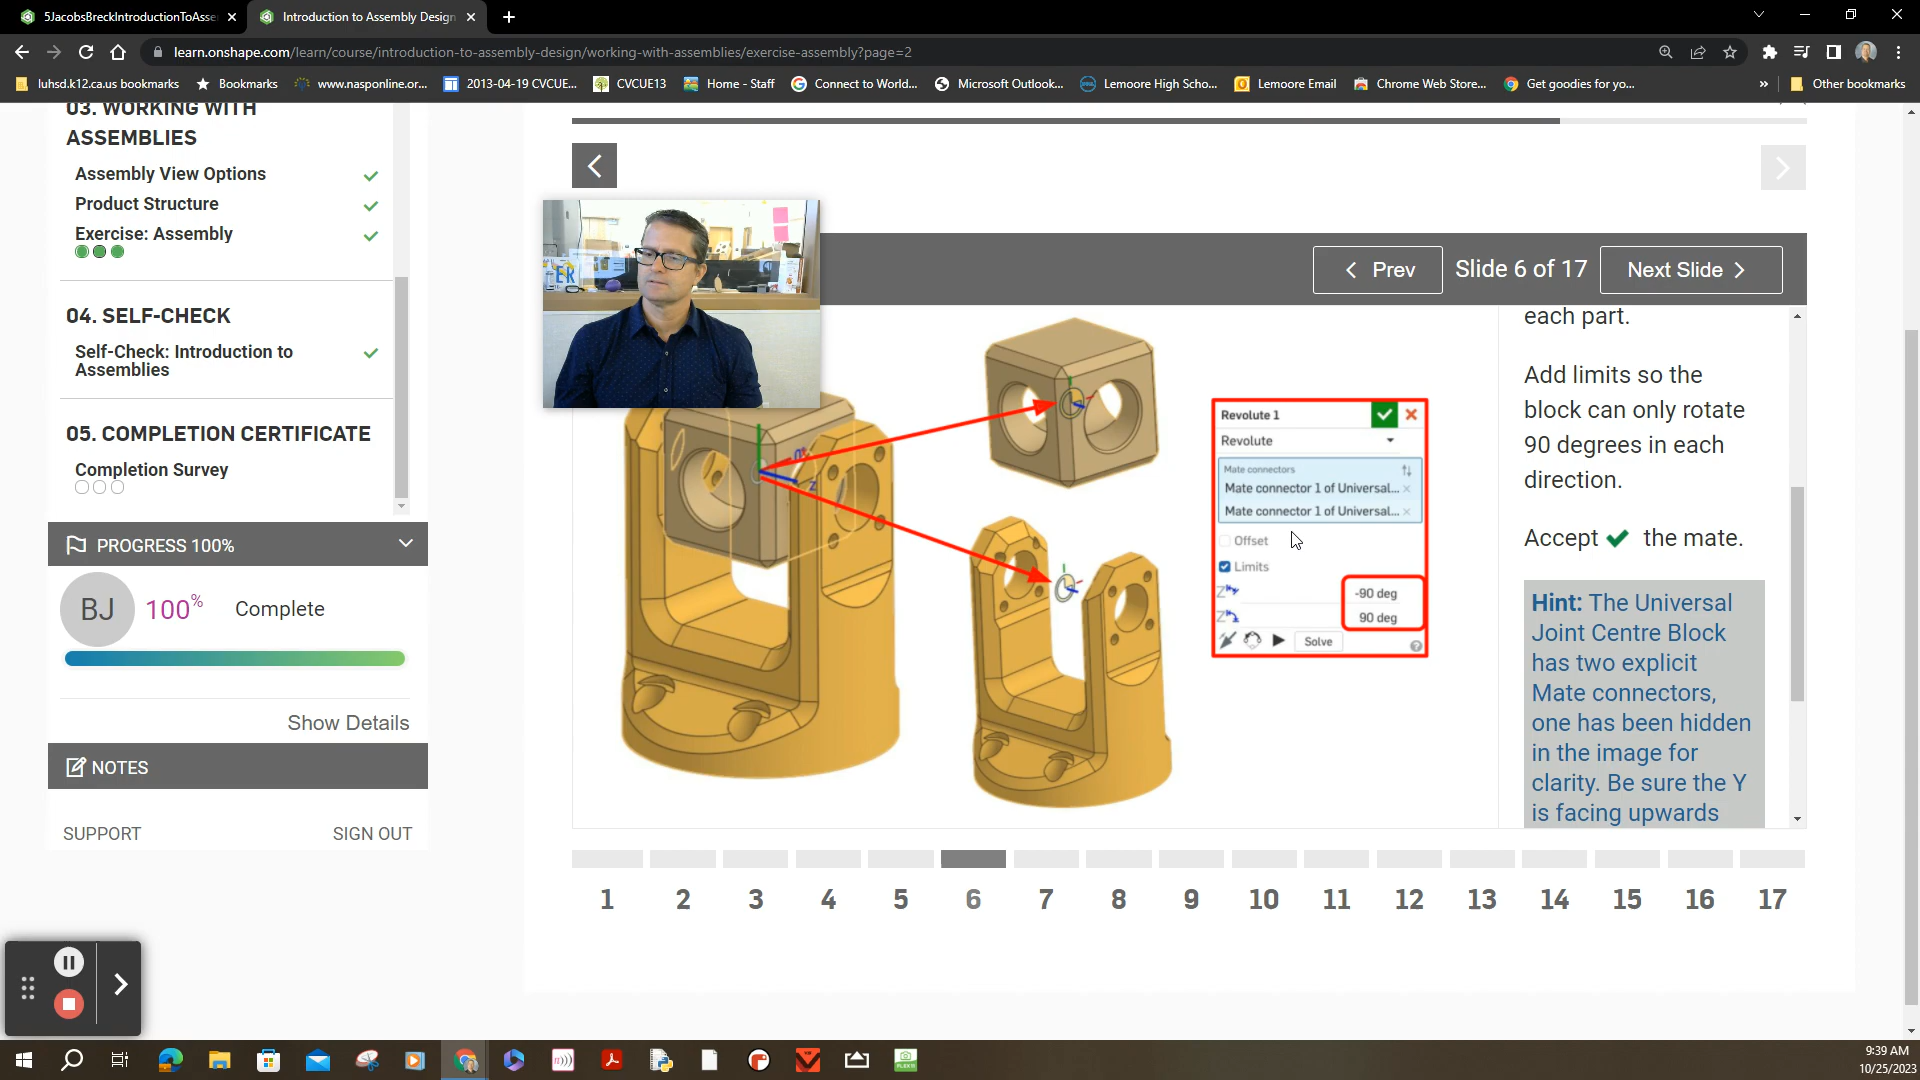 5JacobsBreckIntroductionToAsse
Introduction to Assembly Design
learn.onshape.com/learn/course/introduction-to-assembly-design/working-with-assemblies/exercise-assembly?page=2
luhsd.k12.ca.us bookmarks
Bookmarks
www.nasponline.or...
2013-04-19 CVCUE...
CVCUE13
Home - Staff
Connect to World...
Microsoft Outlook...
Lemoore High Scho...
Lemoore Email
Chrome Web Store...
Get goodies for yo...
»
Other bookmarks
03. WORKING WITH
ASSEMBLIES
Assembly View Options
Product Structure
Exercise: Assembly
04. SELF-CHECK
Self-Check: Introduction to
Assemblies
05. COMPLETION CERTIFICATE
Completion Survey
PROGRESS 100%
BJ
100%
Complete
Show Details
NOTES
SUPPORT
SIGN OUT
Prev
Slide 6 of 17
Next Slide
ER
Z
Revolute 1
Revolute
Mate connectors
Mate connector 1 of Universal...
Mate connector 1 of Universal...
Offset
Limits
Z
-90 deg
Z
90 deg
Solve
each part.
Add limits so the
block can only rotate
90 degrees in each
direction.
Accept ✔ the mate.
Hint: The Universal
Joint Centre Block
has two explicit
Mate connectors,
one has been hidden
in the image for
clarity. Be sure the Y
is facing upwards
1 2 3 4 5 6 7 8 9 10 11 12 13 14 15 16 17
9:39 AM
10/25/2023